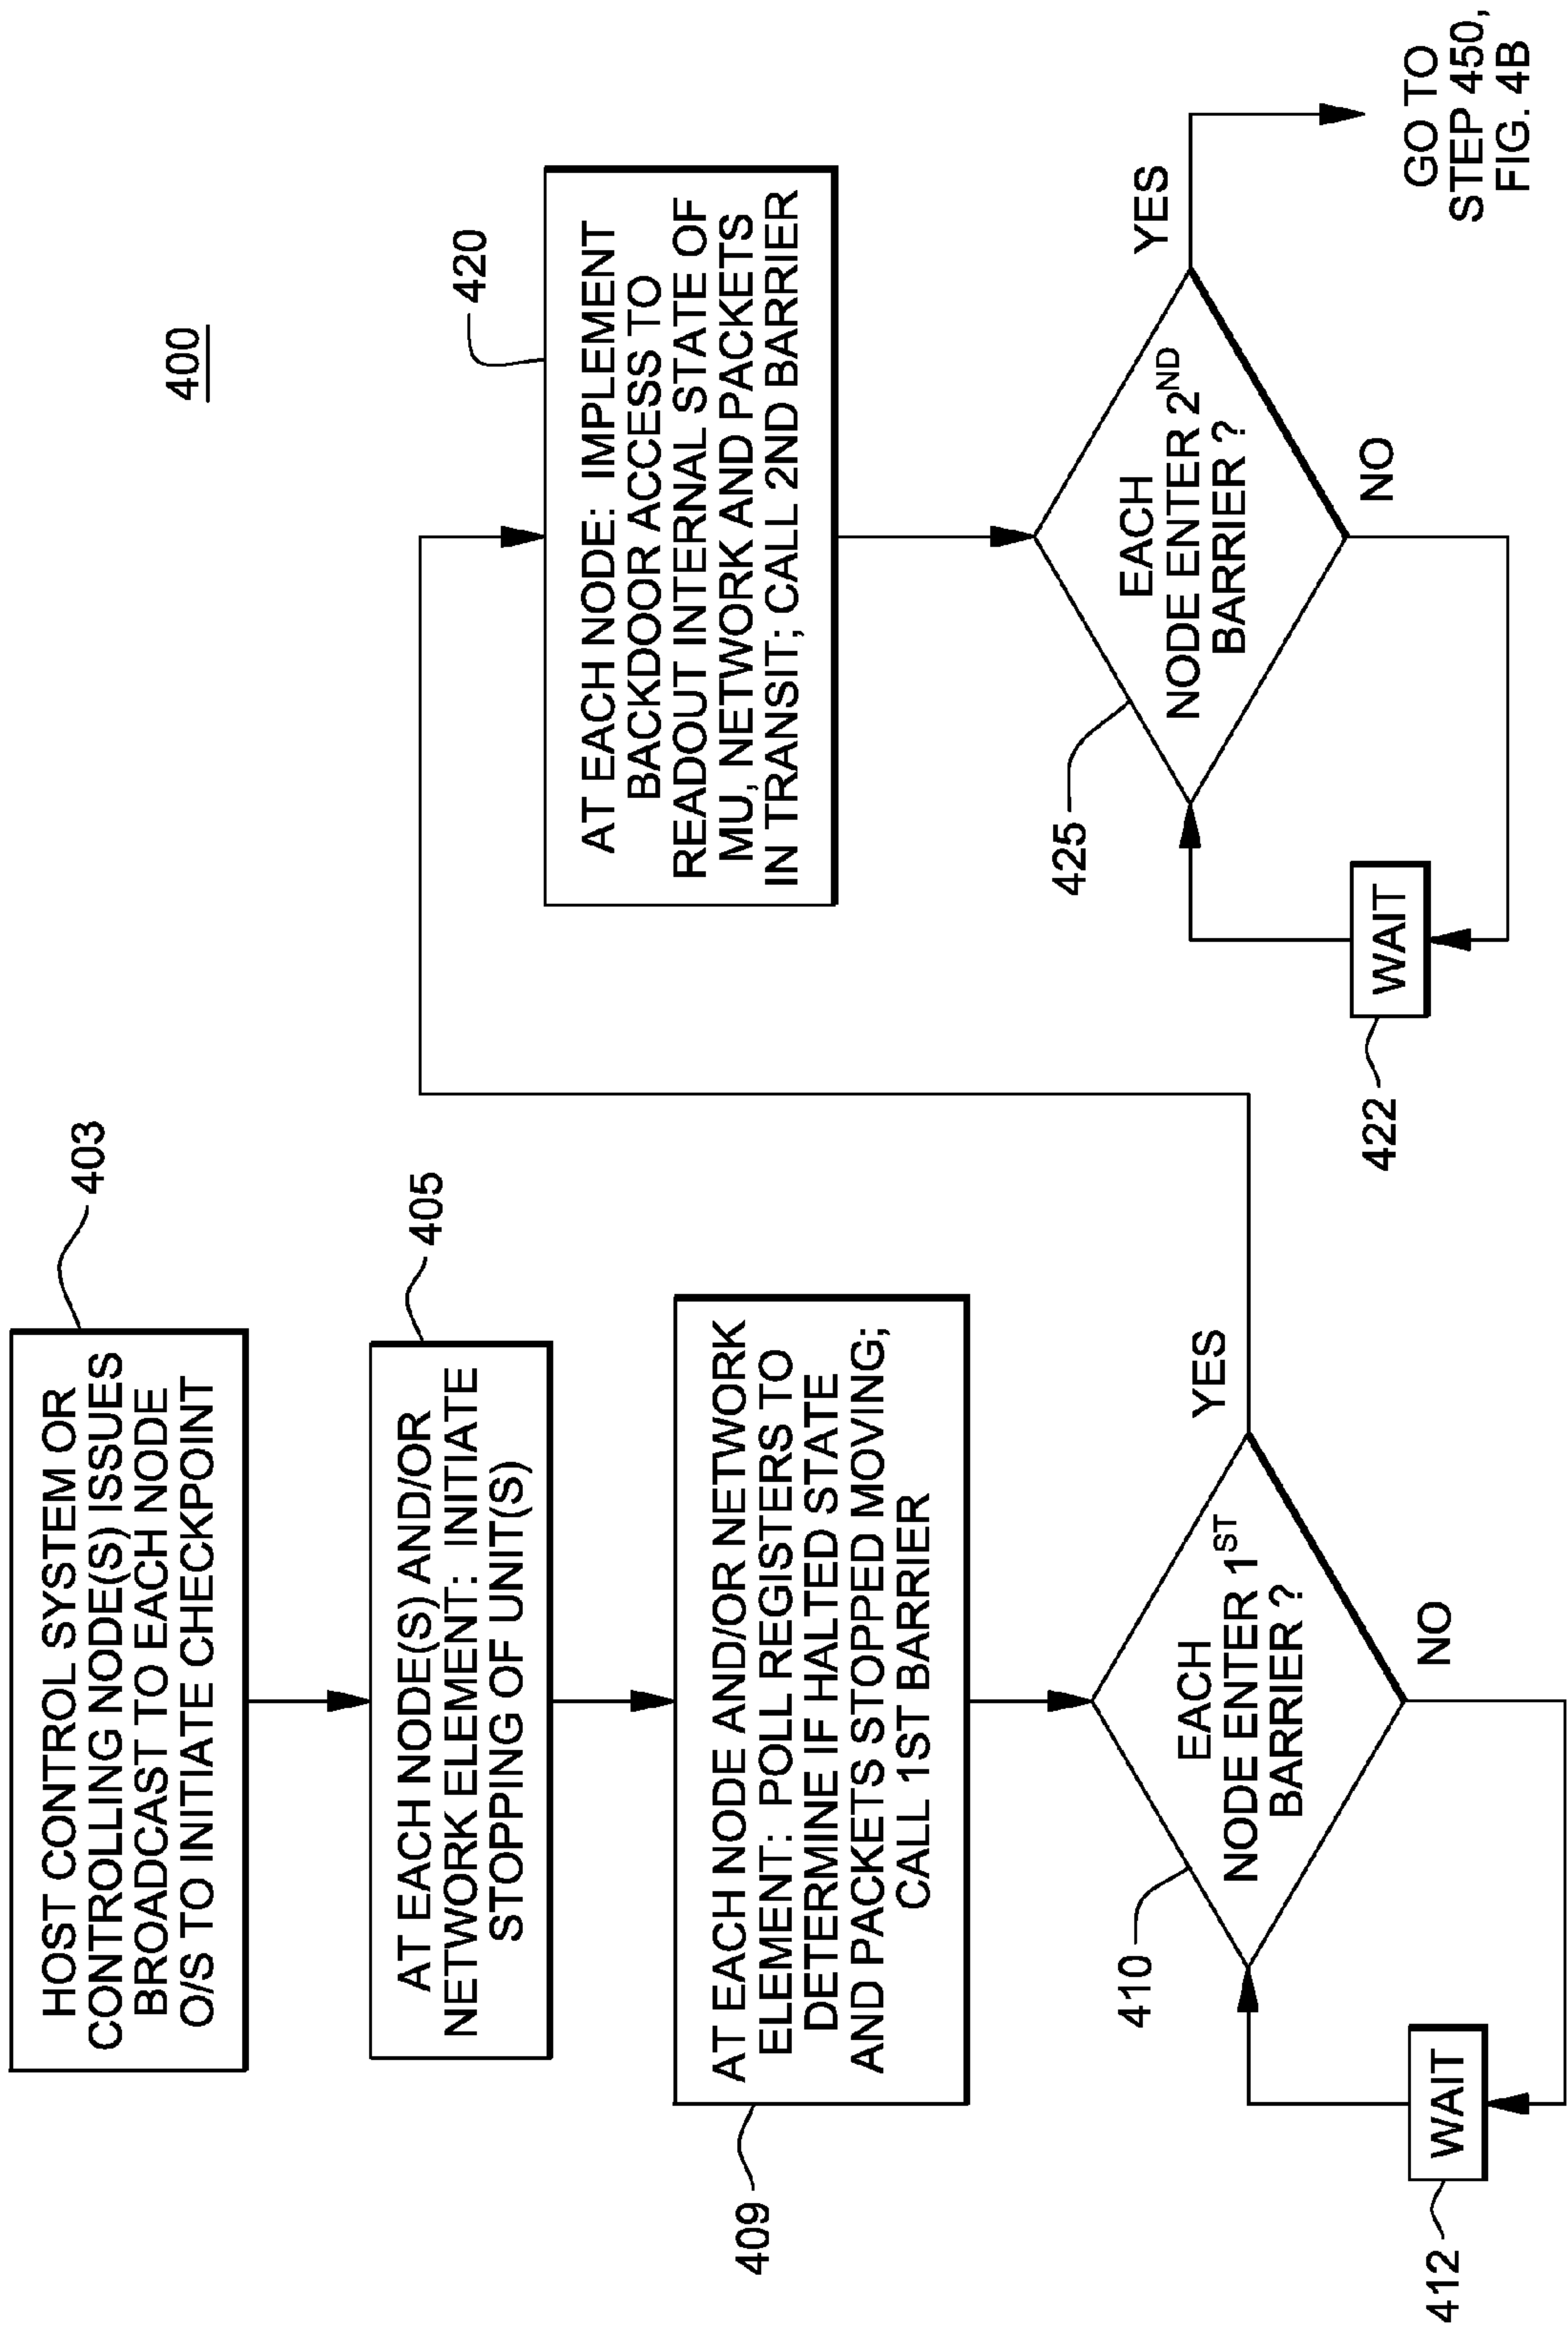 400
403
HOST CONTROL SYSTEM OR
CONTROLLING NODE(S) ISSUES
BROADCAST TO EACH NODE
O/S TO INITIATE CHECKPOINT
405
AT EACH NODE(S) AND/OR
NETWORK ELEMENT: INITIATE
STOPPING OF UNIT(S)
409
AT EACH NODE AND/OR NETWORK
ELEMENT: POLL REGISTERS TO
DETERMINE IF HALTED STATE
AND PACKETS STOPPED MOVING;
CALL 1ST BARRIER
410
EACH
NODE ENTER 1ST
BARRIER ?
YES
NO
412
WAIT
420
AT EACH NODE: IMPLEMENT
BACKDOOR ACCESS TO
READOUT INTERNAL STATE OF
MU, NETWORK AND PACKETS
IN TRANSIT; CALL 2ND BARRIER
425
EACH
NODE ENTER 2ND
BARRIER ?
YES
NO
422
WAIT
GO TO
STEP 450,
FIG. 4B